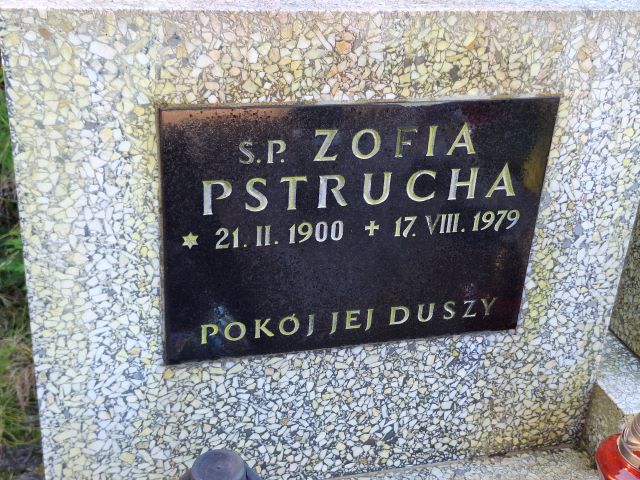 Ś.P. ZOFIA
PSTRUCHA
* 21. II. 1900 + 17. VIII. 1979
POKÓJ JEJ DUSZY